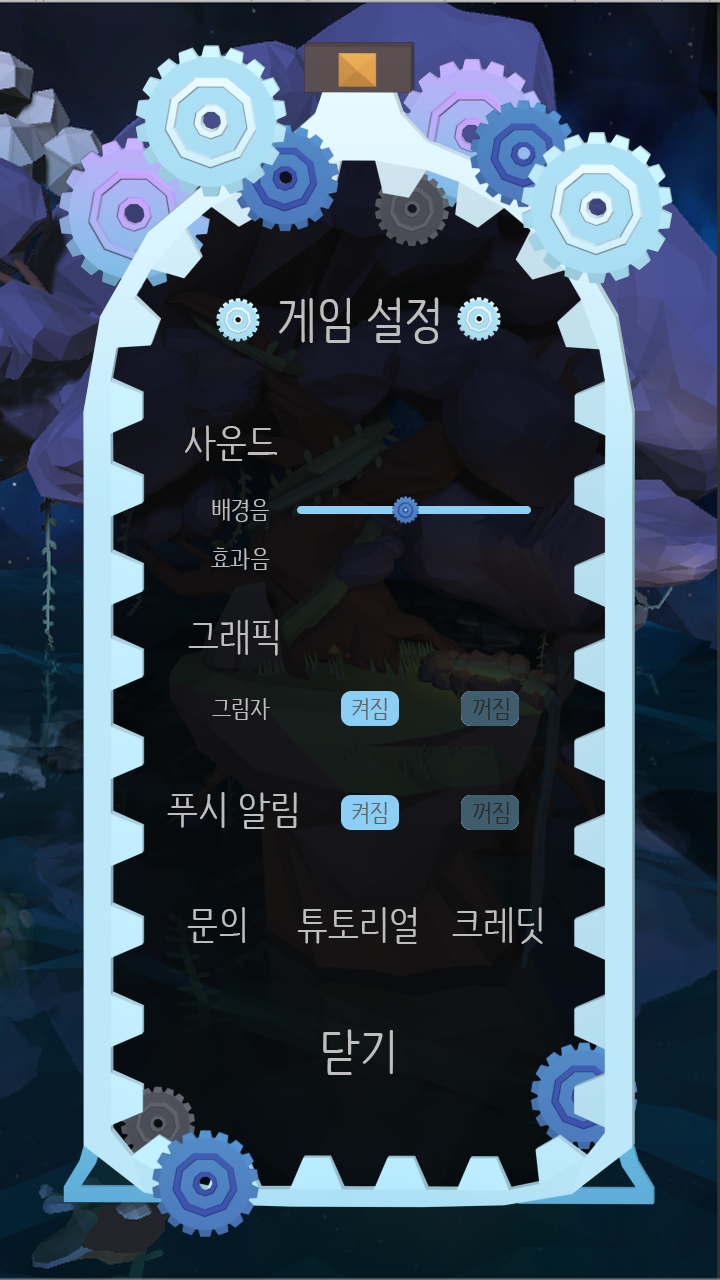 게임 설정
사운드
배경음
효과음
그래픽
그림자 켜짐 꺼짐
푸시 알림 켜짐 꺼짐
문의 튜토리얼 크레딧
닫기